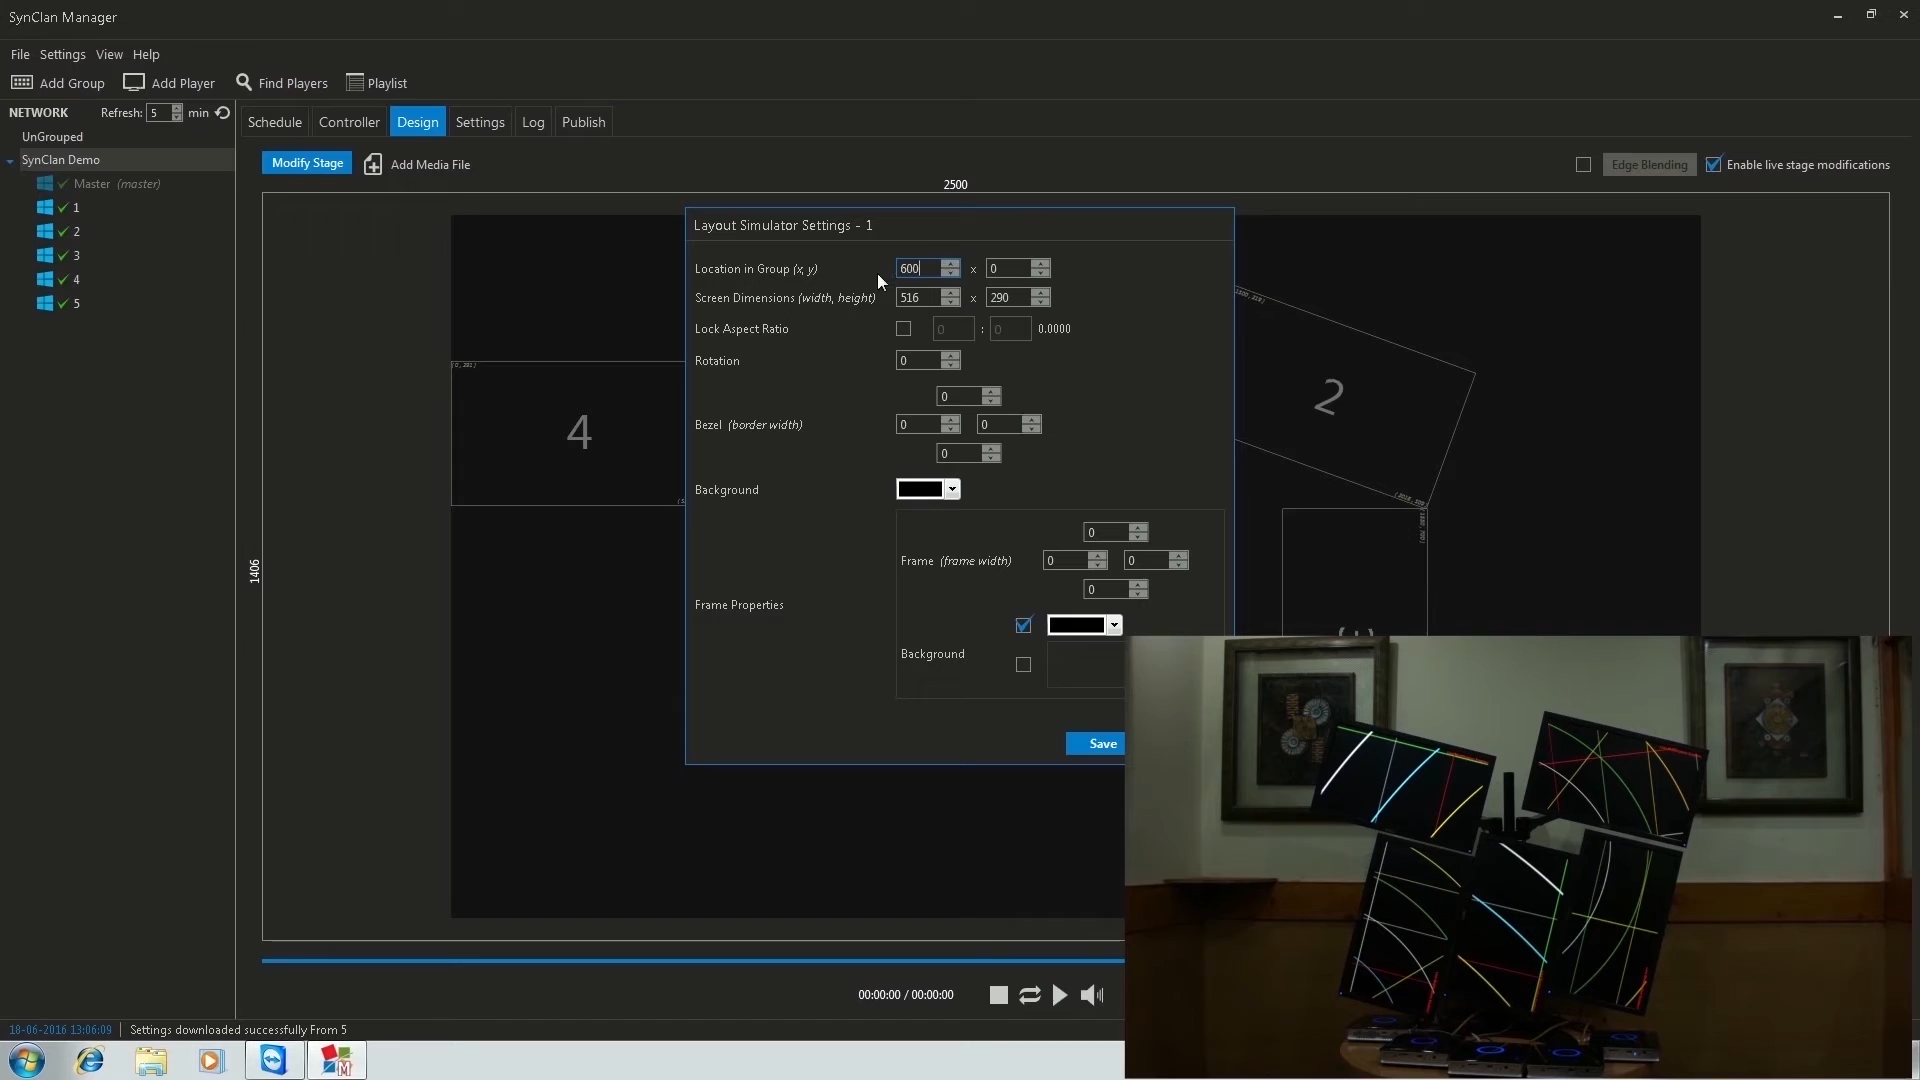 SynClan Manager
File Settings View Help
Add Group Add Player Find Players Playlist
NETWORK Refresh: 5 min
UnGrouped
SynClan Demo
Master (master)
1
2
3
4
5
Schedule Controller Design Settings Log Publish
Modify Stage Add Media File
Edge Blending Enable live stage modifications
2500
1406
4
2
Layout Simulator Settings - 1
Location in Group (x, y) 600 x 0
Screen Dimensions (width, height) 516 x 290
Lock Aspect Ratio 0 : 0 0.0000
Rotation 0
0
Bezel (border width) 0 0
0
Background
0
Frame (frame width) 0 0
0
Frame Properties
Background
Save
00:00:00 / 00:00:00
18-06-2016 13:06:09 Settings downloaded successfully From 5